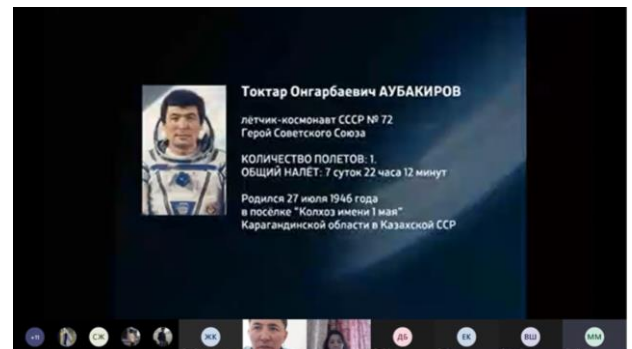 Токтар Онгарбаевич АУБАКИРОВ
лётчик-космонавт СССР № 72
Герой Советского Союза
КОЛИЧЕСТВО ПОЛЕТОВ: 1.
ОБЩИЙ НАЛЁТ: 7 суток 22 часа 12 минут
Родился 27 июля 1946 года
в посёлке "Колхоз имени 1 мая"
Карагандинской области в Казахской ССР
+11 СЖ ЖК ДБ ЕК ВШ ММ